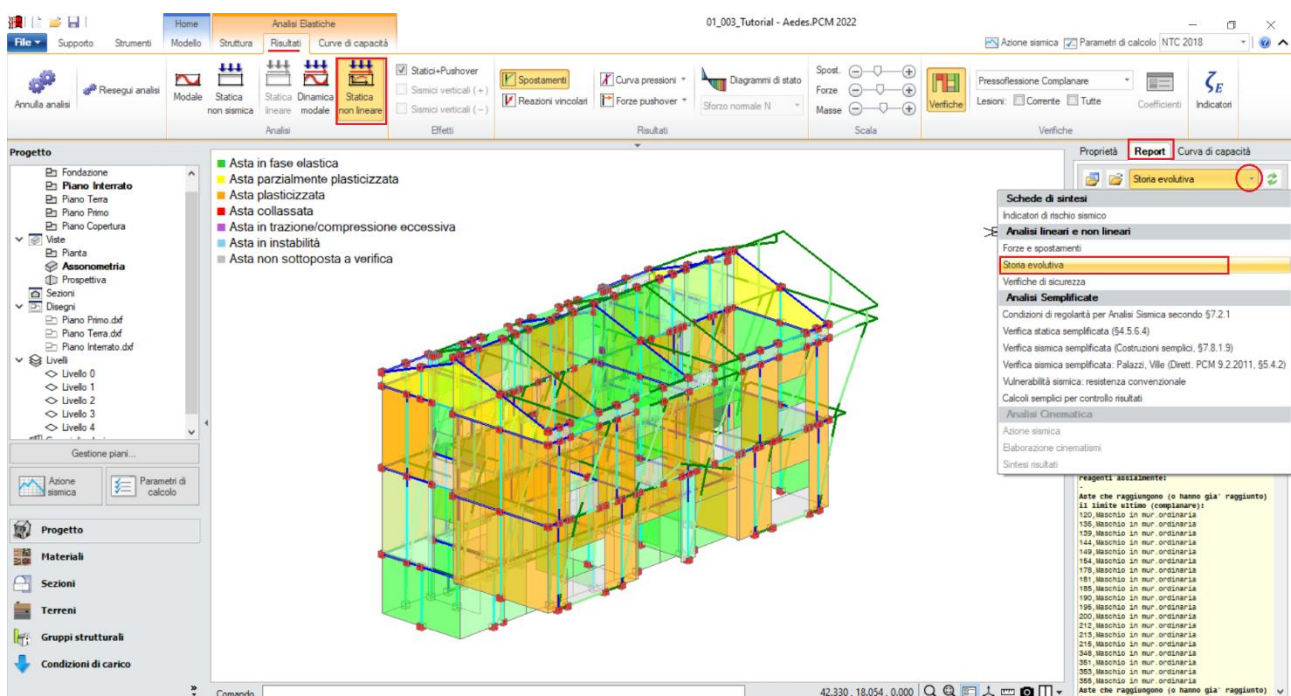 01_003_Tutorial - Aedes.PCM 2022
Home
Analisi Elastiche
File
Supporto
Strumenti
Modello
Struttura
Risultati
Curve di capacità
Azione sismica
Parametri di calcolo
NTC 2018
Annulla analisi
Riesegui analisi
Modale
Statica non sismica
Statica lineare
Dinamica modale
Statica non lineare
Analisi
Statici+Pushover
Sismici verticali (+)
Sismici verticali (-)
Effetti
Spostamenti
Reazioni vincolari
Curva pressioni
Forze pushover
Diagrammi di stato
Sforzo normale N
Risultati
Spost.
Forze
Masse
Scala
Verifiche
Pressoflessione Complanare
Lesioni:
Corrente
Tutte
Coefficienti
ζE
Indicatori
Verifiche
Progetto
Fondazione
Piano Interrato
Piano Terra
Piano Primo
Piano Copertura
Viste
Pianta
Assonometria
Prospettiva
Sezioni
Disegni
Piano Primo.dxf
Piano Terra.dxf
Piano Interrato.dxf
Livelli
Livello 0
Livello 1
Livello 2
Livello 3
Livello 4
Gestione piani...
Azione sismica
Parametri di calcolo
Progetto
Materiali
Sezioni
Terreni
Gruppi strutturali
Condizioni di carico
Asta in fase elastica
Asta parzialmente plasticizzata
Asta plasticizzata
Asta collassata
Asta in trazione/compressione eccessiva
Asta in instabilità
Asta non sottoposta a verifica
Comando
42.330 , 18.054 , 0.000
Proprietà
Report
Curva di capacità
Storia evolutiva
Schede di sintesi
Indicatori di rischio sismico
Analisi lineari e non lineari
Forze e spostamenti
Storia evolutiva
Verifiche di sicurezza
Analisi Semplificate
Condizioni di regolarità per Analisi Sismica secondo §7.2.1
Verifica statica semplificata (§4.5.6.4)
Verifica sismica semplificata (Costruzioni semplici, §7.8.1.9)
Verifica sismica semplificata: Palazzi, Ville (Dirett. PCM 9.2.2011, §5.4.2)
Vulnerabilità sismica: resistenza convenzionale
Calcoli semplici per controllo risultati
Analisi Cinematica
Azione sismica
Elaborazione cinematismi
Sintesi risultati
reagenti assialmente:
-
Aste che raggiungono (o hanno gia' raggiunto)
il limite ultimo (complanare):
120,Maschio in mur.ordinaria
136,Maschio in mur.ordinaria
139,Maschio in mur.ordinaria
144,Maschio in mur.ordinaria
149,Maschio in mur.ordinaria
154,Maschio in mur.ordinaria
178,Maschio in mur.ordinaria
181,Maschio in mur.ordinaria
185,Maschio in mur.ordinaria
190,Maschio in mur.ordinaria
196,Maschio in mur.ordinaria
200,Maschio in mur.ordinaria
212,Maschio in mur.ordinaria
213,Maschio in mur.ordinaria
215,Maschio in mur.ordinaria
348,Maschio in mur.ordinaria
351,Maschio in mur.ordinaria
353,Maschio in mur.ordinaria
355,Maschio in mur.ordinaria
Aste che raggiungono (o hanno gia' raggiunto)